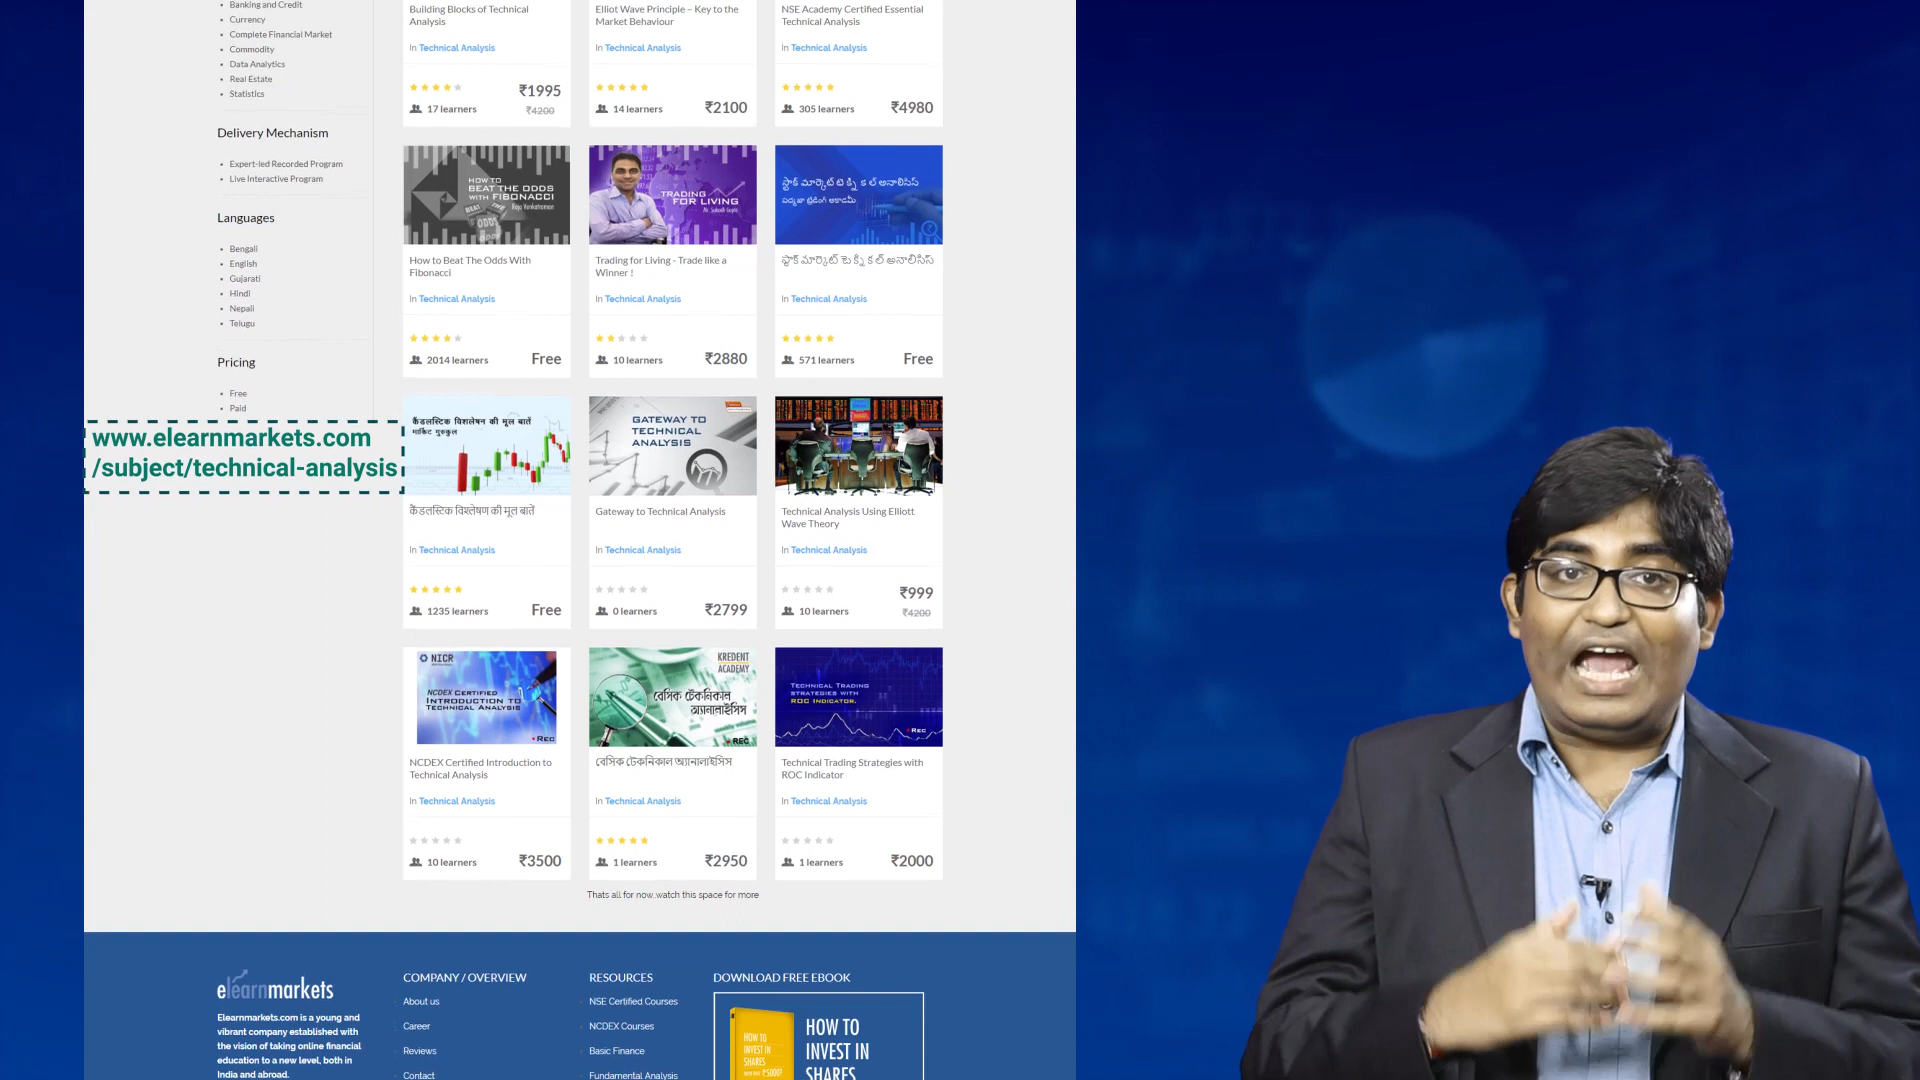 Banking and Credit
Currency
Complete Financial Market
Commodity
Data Analytics
Real Estate
Statistics
Delivery Mechanism
Expert-led Recorded Program
Live Interactive Program
Languages
Bengali
English
Gujarati
Hindi
Nepali
Telugu
Pricing
Free
Paid
www.elearnmarkets.com
/subject/technical-analysis
Building Blocks of Technical
Analysis
In Technical Analysis
17 learners
₹1995
₹4200
Elliot Wave Principle – Key to the
Market Behaviour
In Technical Analysis
14 learners
₹2100
NSE Academy Certified Essential
Technical Analysis
In Technical Analysis
305 learners
₹4980
HOW TO
BEAT THE ODDS
WITH FIBONACCI
Raja Venkatraman
How to Beat The Odds With
Fibonacci
In Technical Analysis
2014 learners
Free
TRADING
FOR LIVING
Trading for Living - Trade like a
Winner !
In Technical Analysis
10 learners
₹2880
స్టాక్ మార్కెట్ టెక్నికల్ అనాలిసిస్
స్టాక్ మార్కెట్ టెక్నికల్ అనాలిసిస్
In Technical Analysis
571 learners
Free
कैंडलस्टिक विश्लेषन की मूल बातें
मार्किट गुरुकुल
कैंडलस्टिक विश्लेषण की मूल बातें
In Technical Analysis
1235 learners
Free
GATEWAY TO
TECHNICAL
ANALYSIS
Gateway to Technical Analysis
In Technical Analysis
0 learners
₹2799
Technical Analysis Using Elliott
Wave Theory
In Technical Analysis
10 learners
₹999
₹4200
NICR
NCDEX Certified
Introduction to
Technical Analysis
Rec
NCDEX Certified Introduction to
Technical Analysis
In Technical Analysis
10 learners
₹3500
KREDENT
ACADEMY
বেসিক টেকনিকাল
অ্যানালাইসিস
REC
বেসিক টেকনিকাল অ্যানালাইসিস
In Technical Analysis
1 learners
₹2950
Technical Trading
strategies with
ROC Indicator.
Rec
Technical Trading Strategies with
ROC Indicator
In Technical Analysis
1 learners
₹2000
Thats all for now..watch this space for more
elearnmarkets
Elearnmarkets.com is a young and
vibrant company established with
the vision of taking online financial
education to a new level, both in
India and abroad.
COMPANY / OVERVIEW
About us
Career
Reviews
Contact
RESOURCES
NSE Certified Courses
NCDEX Courses
Basic Finance
Fundamental Analysis
DOWNLOAD FREE EBOOK
HOW TO
INVEST IN
SHARES
HOW TO
INVEST IN
SHARES